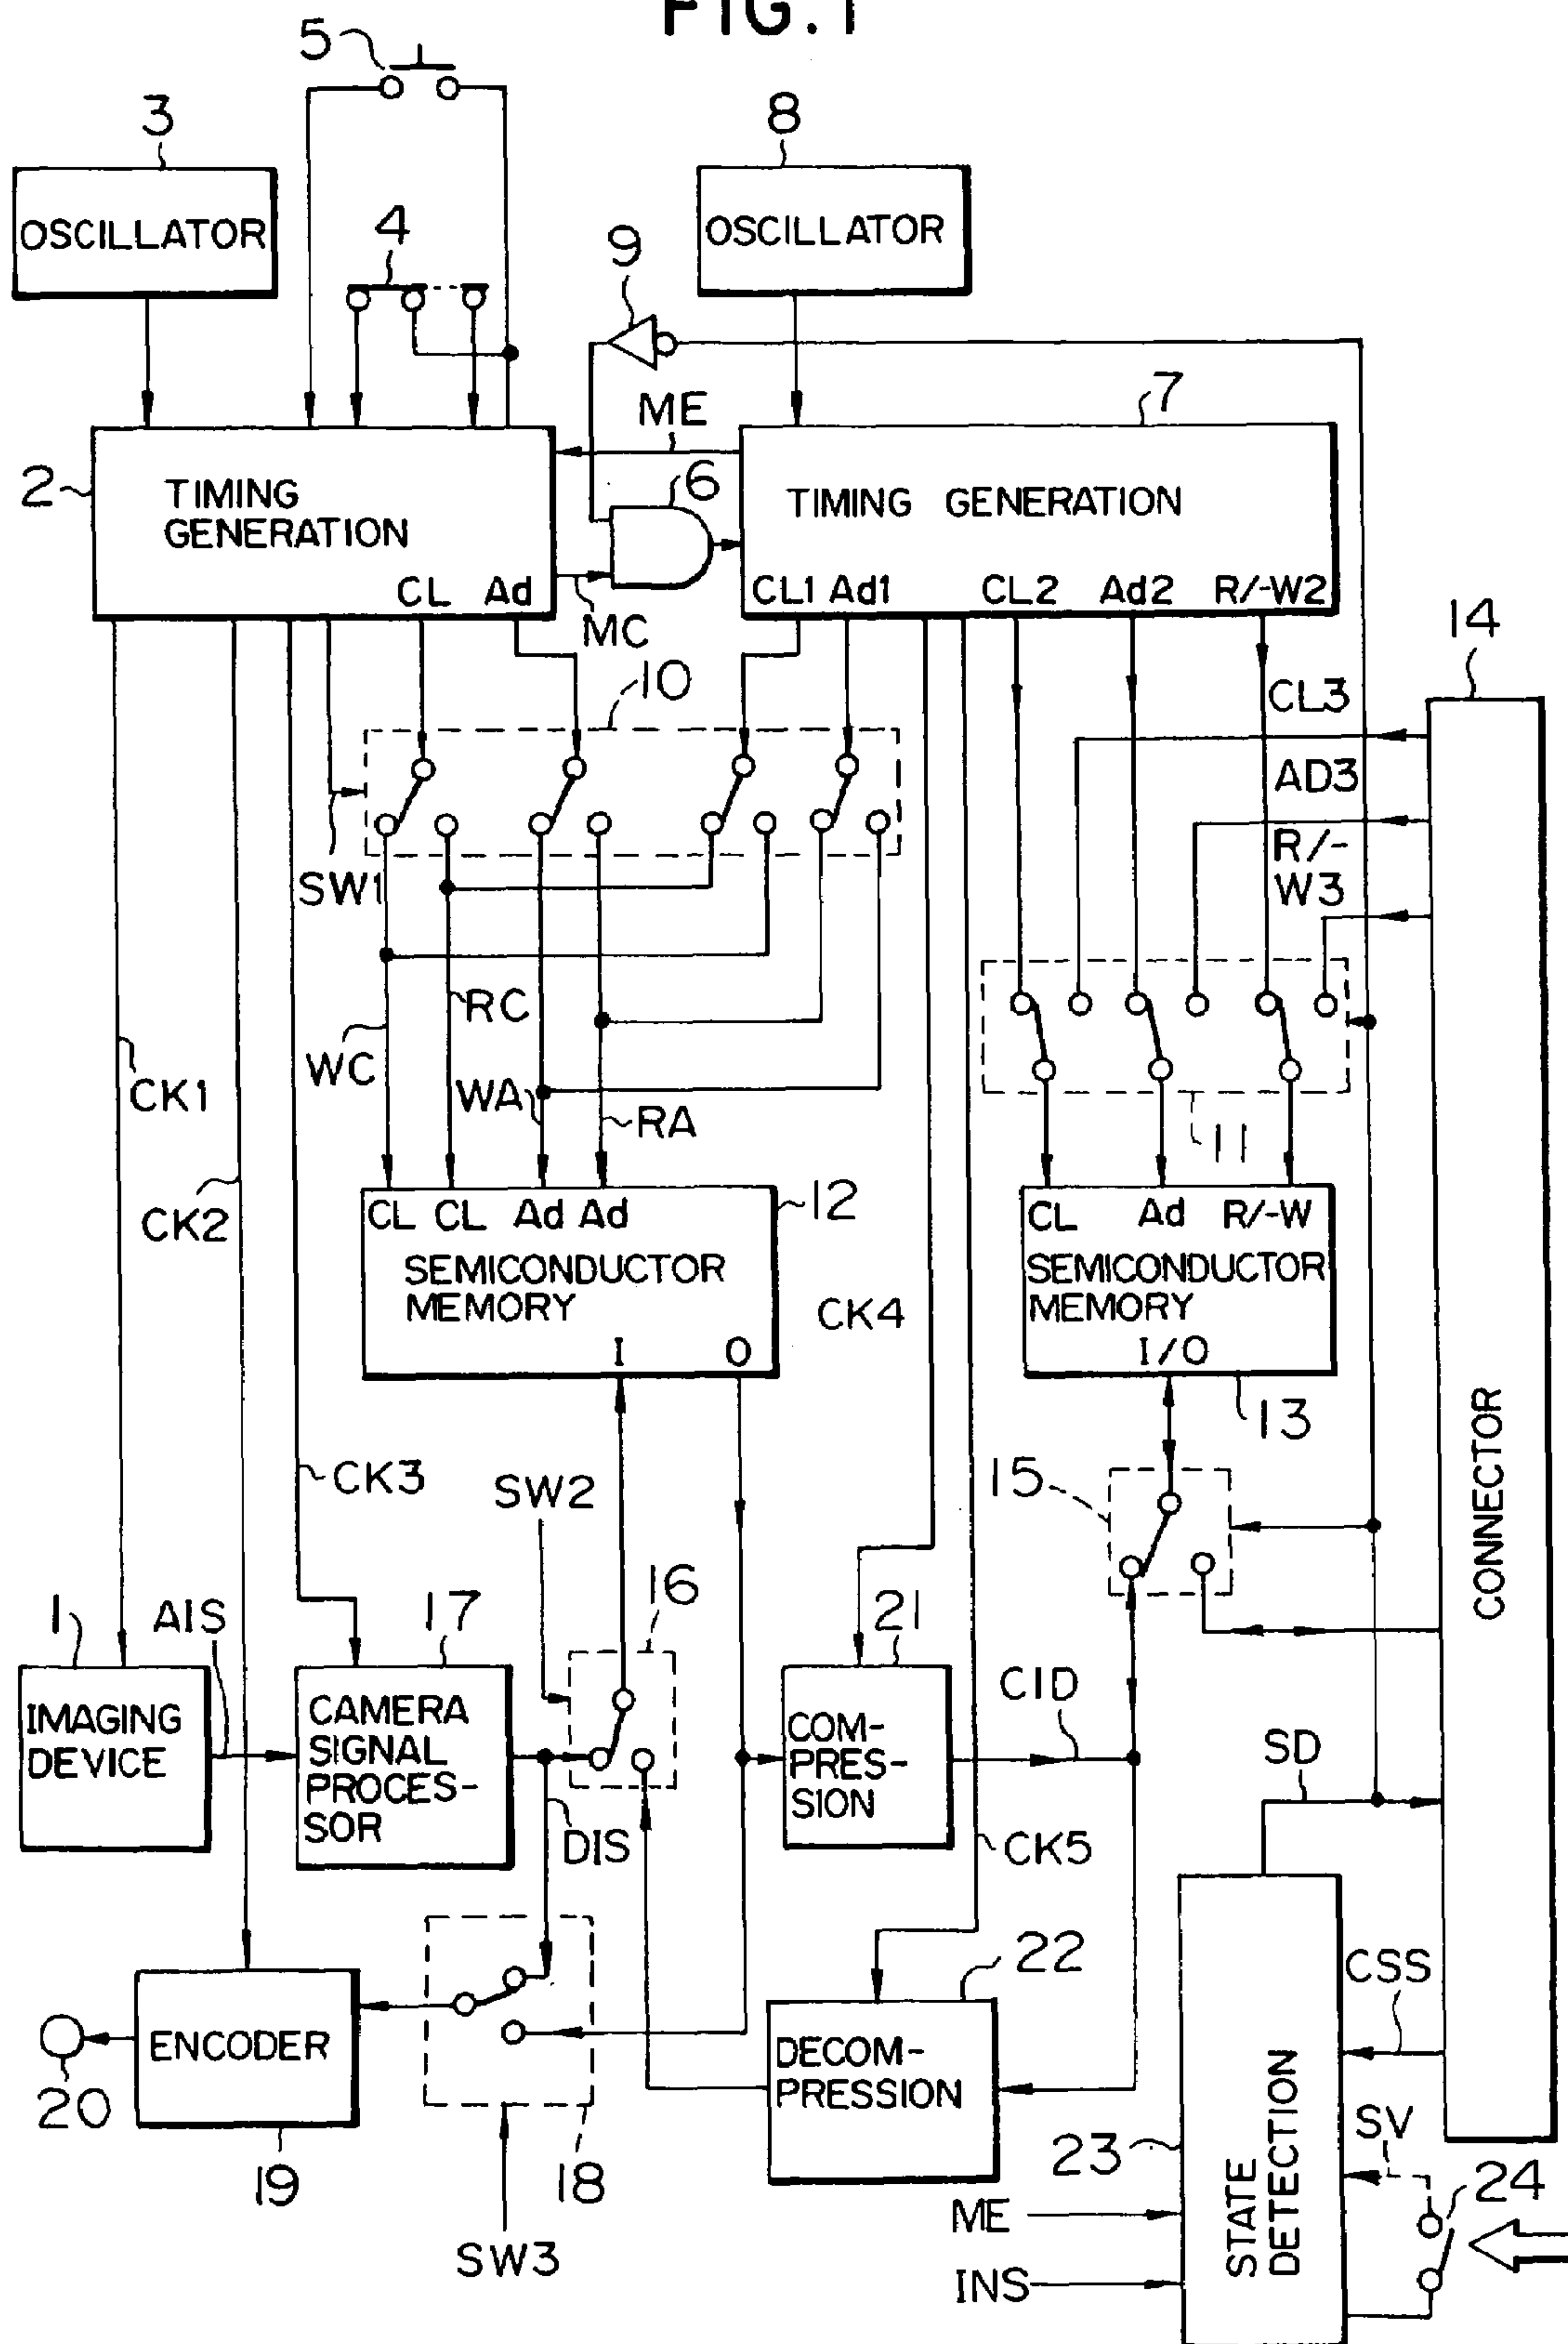 FIG. 1
5
3
8
OSCILLATOR
4
9
OSCILLATOR
ME
7
2
TIMING
GENERATION
6
TIMING GENERATION
CL Ad
CL1 Ad1 CL2 Ad2 R/-W2
MC
14
10
CL3
AD3
SW1
R/-
W3
RC
WC
CK1
WA
RA
11
CK2
CL CL Ad Ad
12
CL Ad R/-W
SEMICONDUCTOR
MEMORY
SEMICONDUCTOR
MEMORY
CK4
I O
I/O
13
CONNECTOR
CK3
SW2
15
1
AIS
17
16
21
CID
IMAGING
DEVICE
CAMERA
SIGNAL
PROCES-
SOR
COM-
PRES-
SION
SD
DIS
CK5
22
CSS
ENCODER
DECOM-
PRESSION
20
19
18
23
STATE
DETECTION
SV
24
ME
SW3
INS